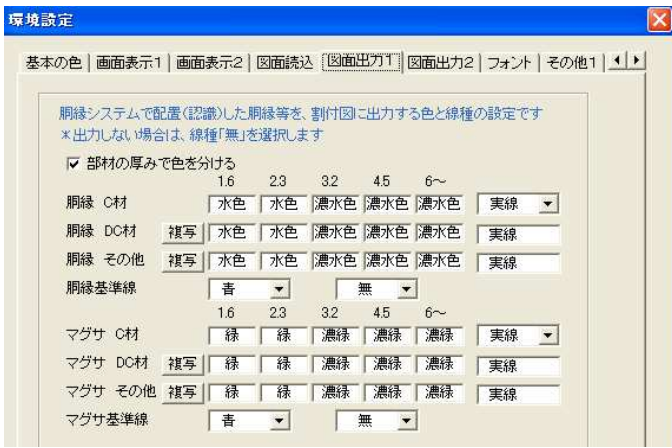 環境設定
基本の色 画面表示1 画面表示2 図面読込 図面出力1 図面出力2 フォント その他1
胴縁システムで配置(認識)した胴縁等を、割付図に出力する色と線種の設定です
*出力しない場合は、線種「無」を選択します
部材の厚みで色を分ける
1.6 2.3 3.2 4.5 6~
胴縁 C材 水色 水色 濃水色 濃水色 濃水色 実線
胴縁 DC材 複写 水色 水色 濃水色 濃水色 濃水色 実線
胴縁 その他 複写 水色 水色 濃水色 濃水色 濃水色 実線
胴縁基準線 青 無
1.6 2.3 3.2 4.5 6~
マグサ C材 緑 緑 濃緑 濃緑 濃緑 実線
マグサ DC材 複写 緑 緑 濃緑 濃緑 濃緑 実線
マグサ その他 複写 緑 緑 濃緑 濃緑 濃緑 実線
マグサ基準線 青 無